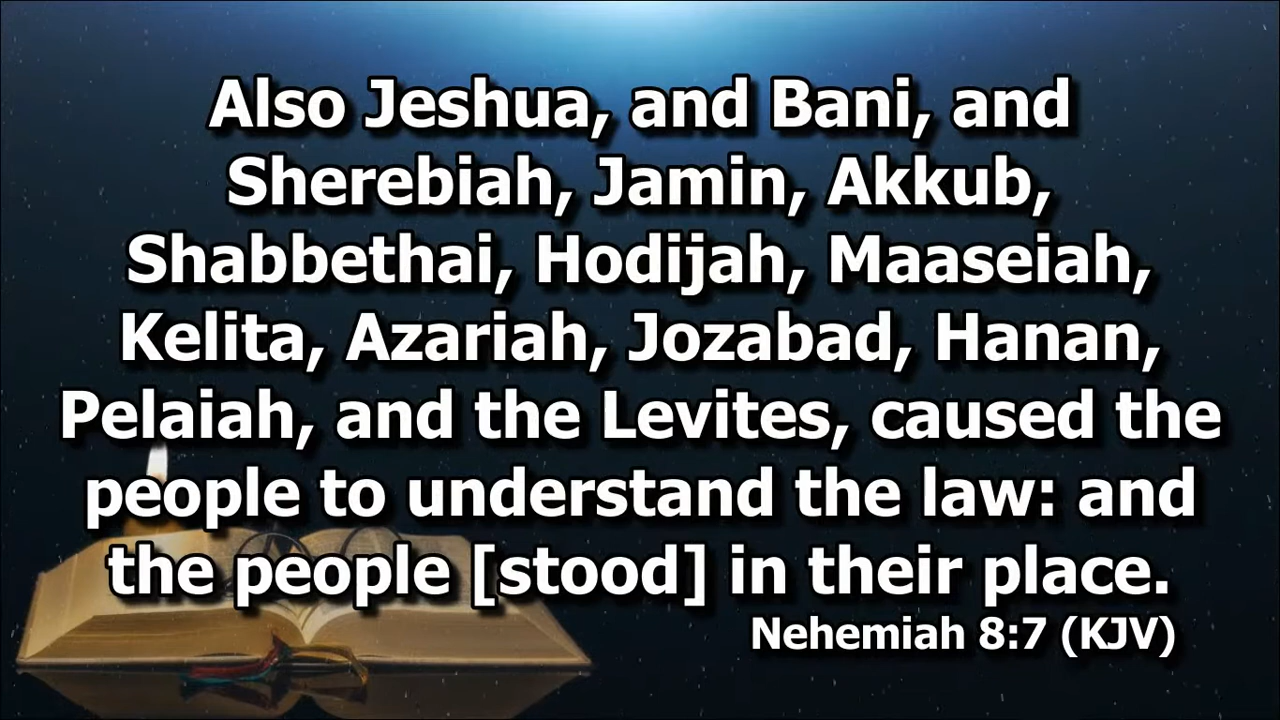 Also Jeshua, and Bani, and
Sherebiah, Jamin, Akkub,
Shabbethai, Hodijah, Maaseiah,
Kelita, Azariah, Jozabad, Hanan,
Pelaiah, and the Levites, caused the
people to understand the law: and
the people [stood] in their place.
Nehemiah 8:7 (KJV)